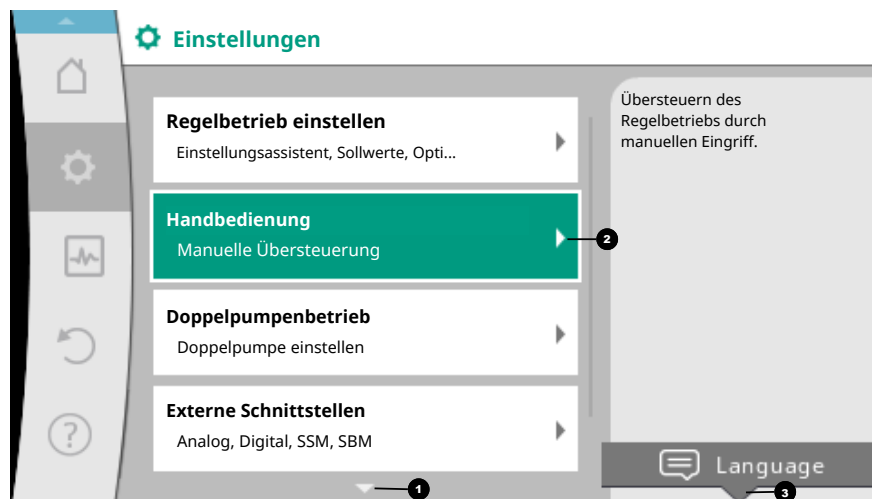 Einstellungen
Regelbetrieb einstellen
Einstellungsassistent, Sollwerte, Opti...
Handbedienung
Manuelle Übersteuerung
2
Doppelpumpenbetrieb
Doppelpumpe einstellen
Externe Schnittstellen
Analog, Digital, SSM, SBM
1
Übersteuern des
Regelbetriebs durch
manuellen Eingriff.
Language
3
?